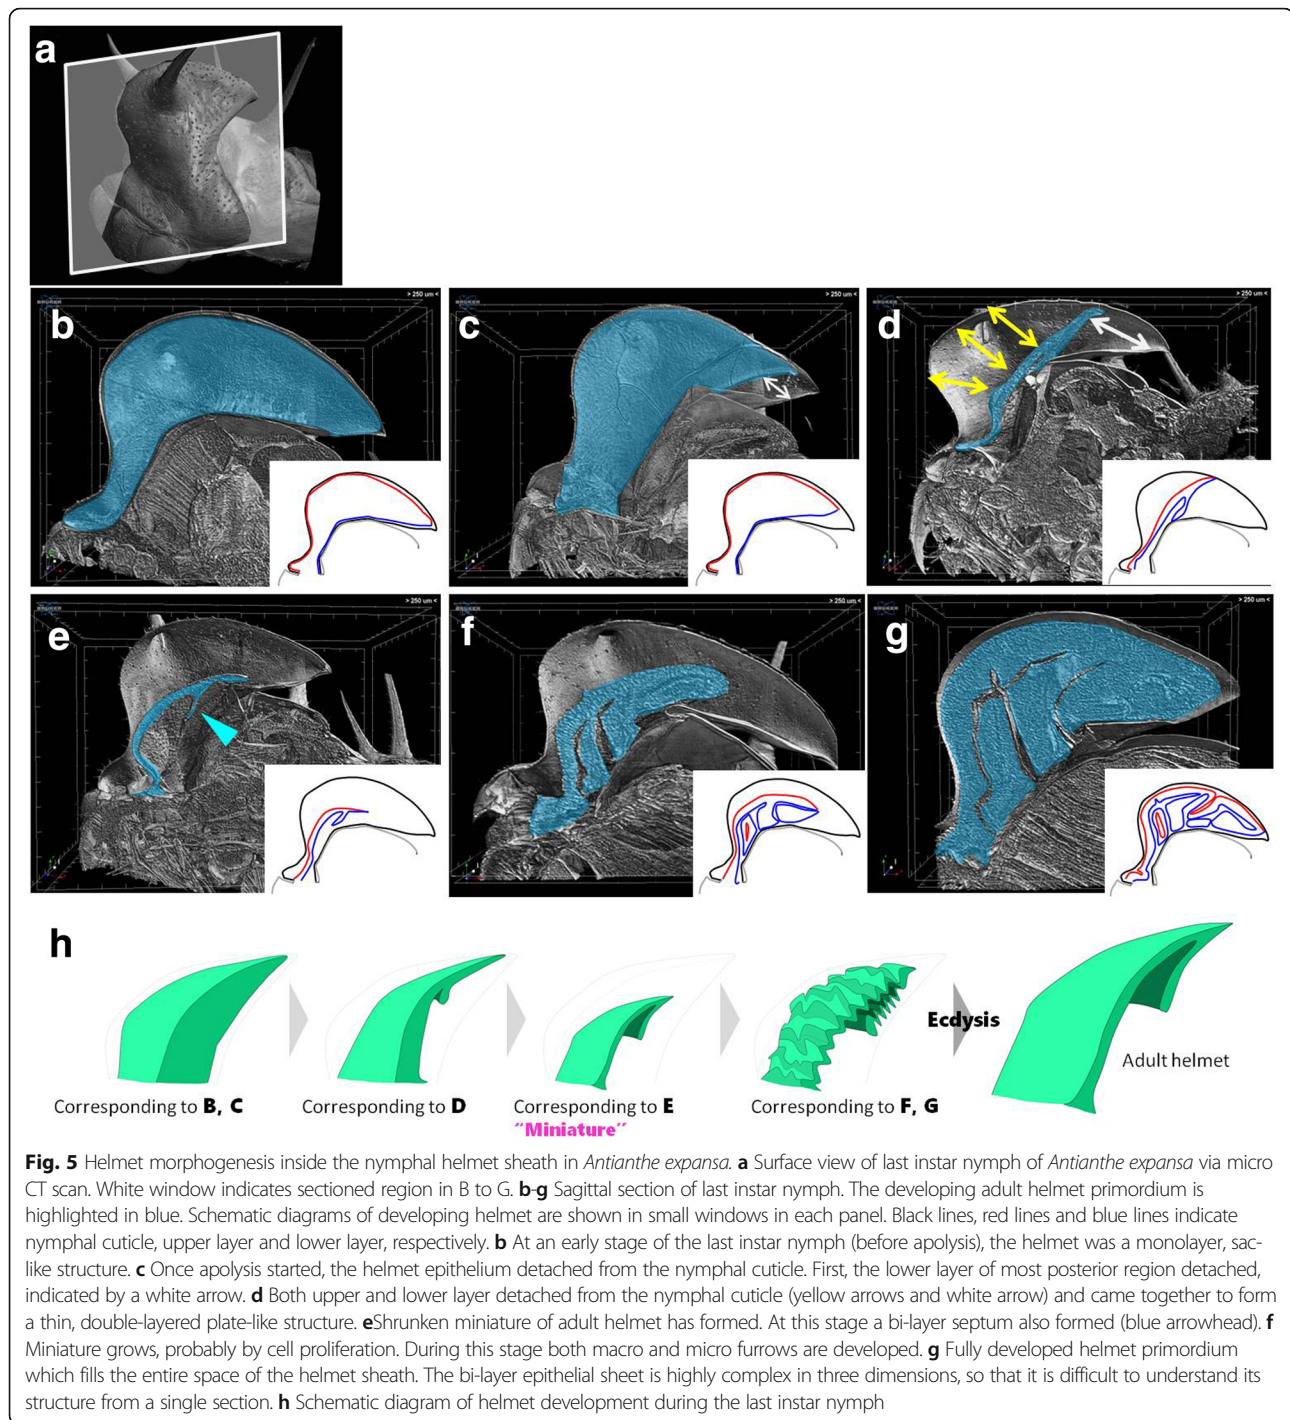 a
b
> 250 um <
c
> 250 um <
d
> 250 um <
e
> 250 um <
f
> 250 um <
g
> 250 um <
h
Ecdysis
Adult helmet
Corresponding to B, C
Corresponding to D
Corresponding to E
"Miniature"
Corresponding to F, G
Fig. 5 Helmet morphogenesis inside the nymphal helmet sheath in Antianthe expansa. a Surface view of last instar nymph of Antianthe expansa via micro
CT scan. White window indicates sectioned region in B to G. b-g Sagittal section of last instar nymph. The developing adult helmet primordium is
highlighted in blue. Schematic diagrams of developing helmet are shown in small windows in each panel. Black lines, red lines and blue lines indicate
nymphal cuticle, upper layer and lower layer, respectively. b At an early stage of the last instar nymph (before apolysis), the helmet was a monolayer, sac-
like structure. c Once apolysis started, the helmet epithelium detached from the nymphal cuticle. First, the lower layer of most posterior region detached,
indicated by a white arrow. d Both upper and lower layer detached from the nymphal cuticle (yellow arrows and white arrow) and came together to form
a thin, double-layered plate-like structure. eShrunken miniature of adult helmet has formed. At this stage a bi-layer septum also formed (blue arrowhead). f
Miniature grows, probably by cell proliferation. During this stage both macro and micro furrows are developed. g Fully developed helmet primordium
which fills the entire space of the helmet sheath. The bi-layer epithelial sheet is highly complex in three dimensions, so that it is difficult to understand its
structure from a single section. h Schematic diagram of helmet development during the last instar nymph